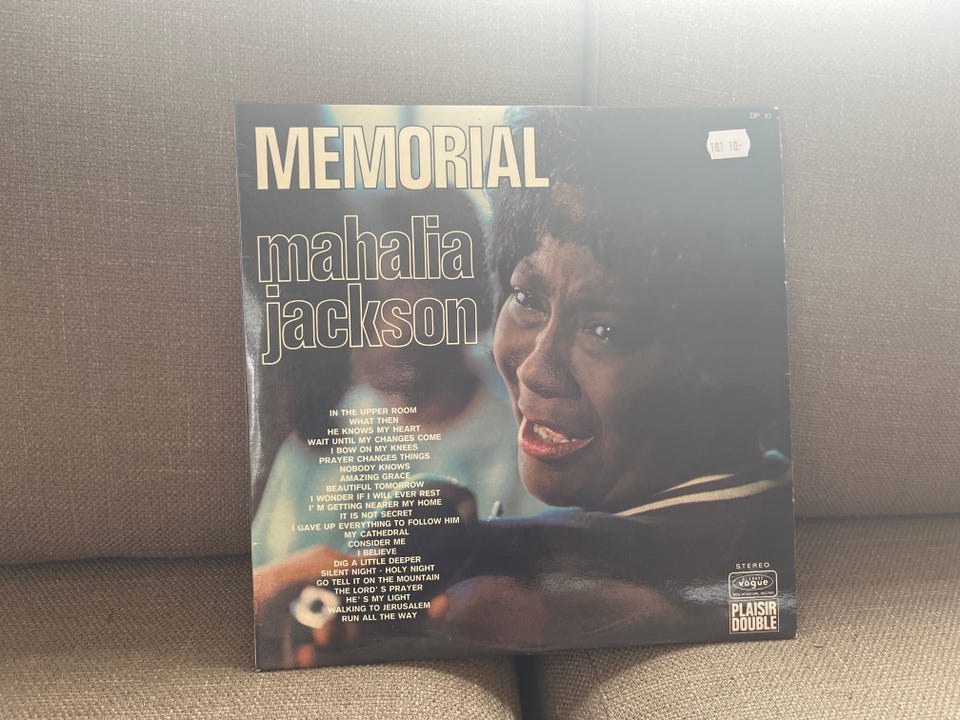 DP 10
MEMORIAL
mahalia
jackson
IN THE UPPER ROOM
WHAT THEN
HE KNOWS MY HEART
WAIT UNTIL MY CHANGES COME
I BOW ON MY KNEES
PRAYER CHANGES THINGS
NOBODY KNOWS
AMAZING GRACE
BEAUTIFUL TOMORROW
I WONDER IF I WILL EVER REST
I' M GETTING NEARER MY HOME
IT IS NOT SECRET
I GAVE UP EVERYTHING TO FOLLOW HIM
MY CATHEDRAL
CONSIDER ME
I BELIEVE
DIG A LITTLE DEEPER
SILENT NIGHT - HOLY NIGHT
GO TELL IT ON THE MOUNTAIN
THE LORD' S PRAYER
HE' S MY LIGHT
WALKING TO JERUSALEM
RUN ALL THE WAY
STEREO
vogue
PLAISIR
DOUBLE